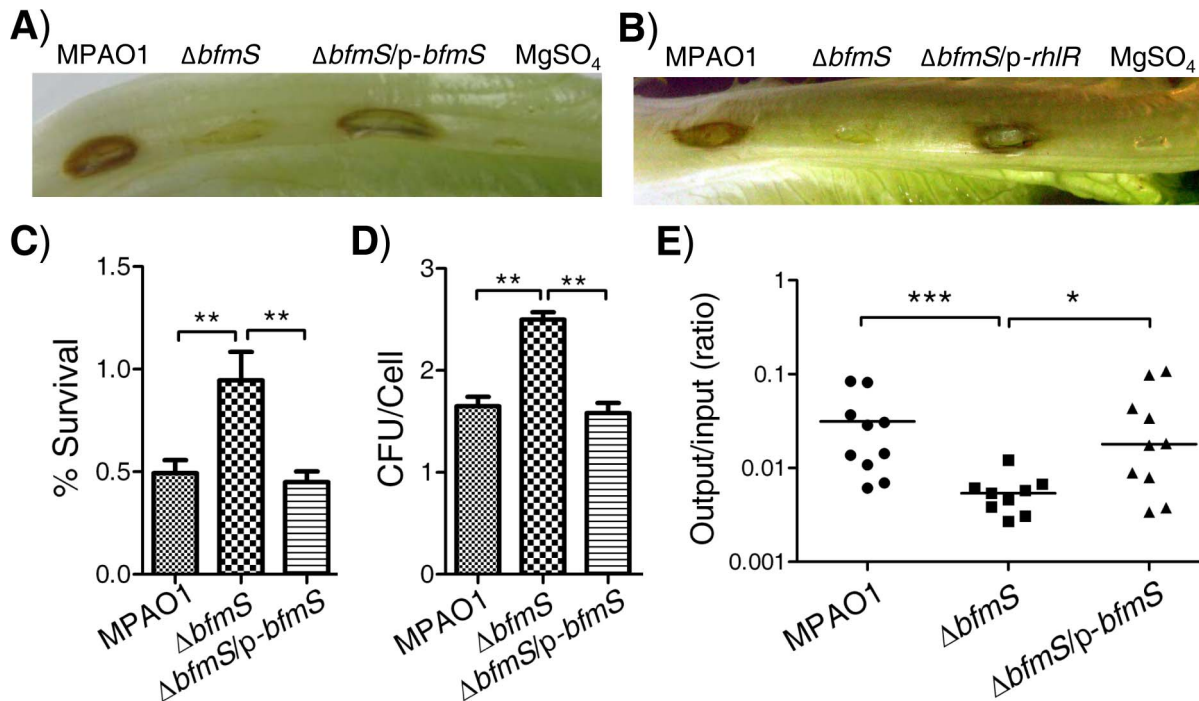 A)
MPAO1 ΔbfmS ΔbfmS/p-bfmS MgSO₄
B)
MPAO1 ΔbfmS ΔbfmS/p-rhlR MgSO₄
C)
% Survival
1.5
1.0
0.5
0.0
** **
MPAO1
ΔbfmS
ΔbfmS/p-bfmS
D)
CFU/Cell
3
2
1
0
** **
MPAO1
ΔbfmS
ΔbfmS/p-bfmS
E)
Output/input (ratio)
1
0.1
0.01
0.001
*** *
MPAO1
ΔbfmS
ΔbfmS/p-bfmS